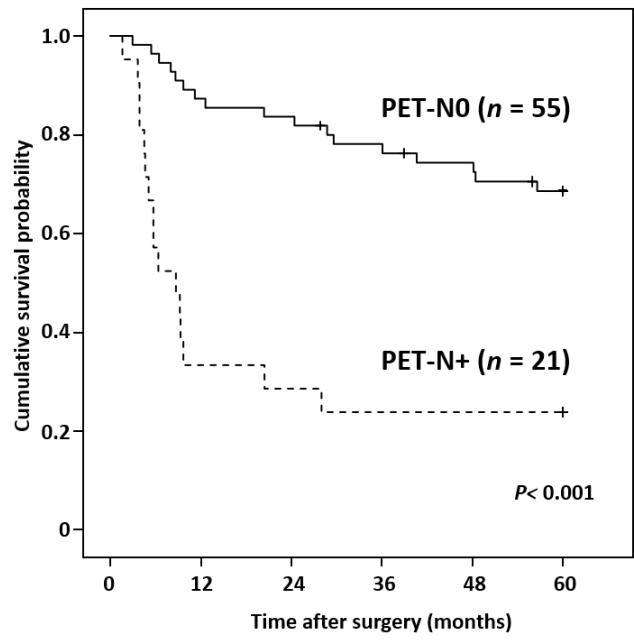 1.0
0.8
0.6
0.4
0.2
0
Cumulative survival probability
PET-N0 (n = 55)
PET-N+ (n = 21)
P< 0.001
0 12 24 36 48 60
Time after surgery (months)